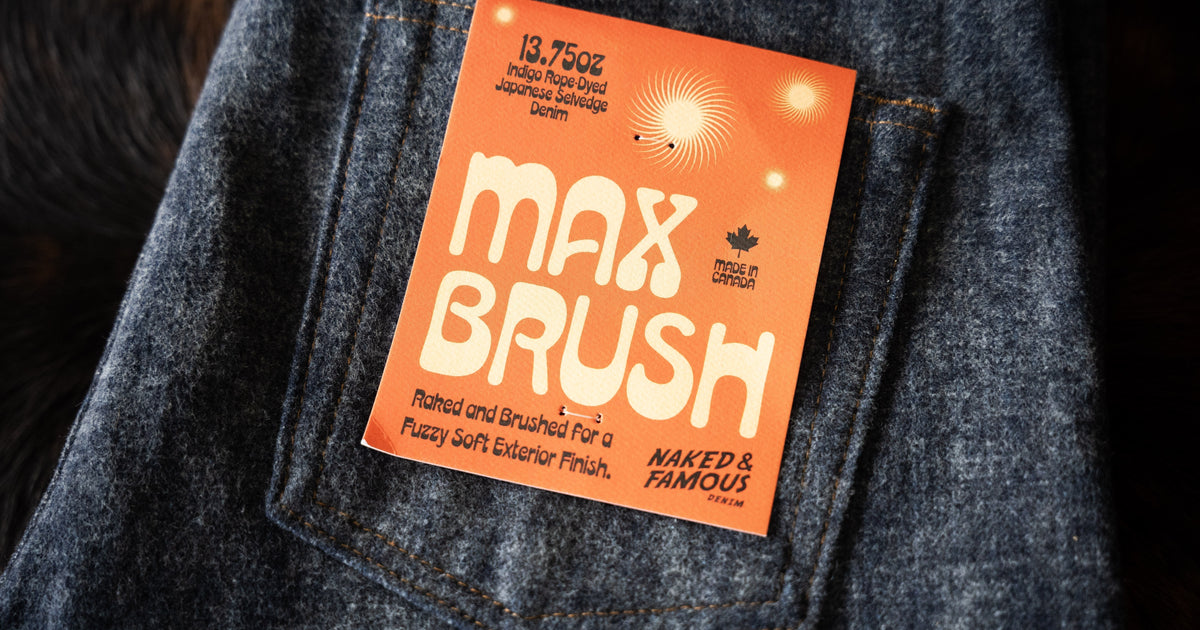 13.75oz
Indigo Rope-Dyed
Japanese Selvedge
Denim
MAX
BRUSH
MADE IN
CANADA
Raked and Brushed for a
Fuzzy Soft Exterior Finish.
NAKED &
FAMOUS
DENIM